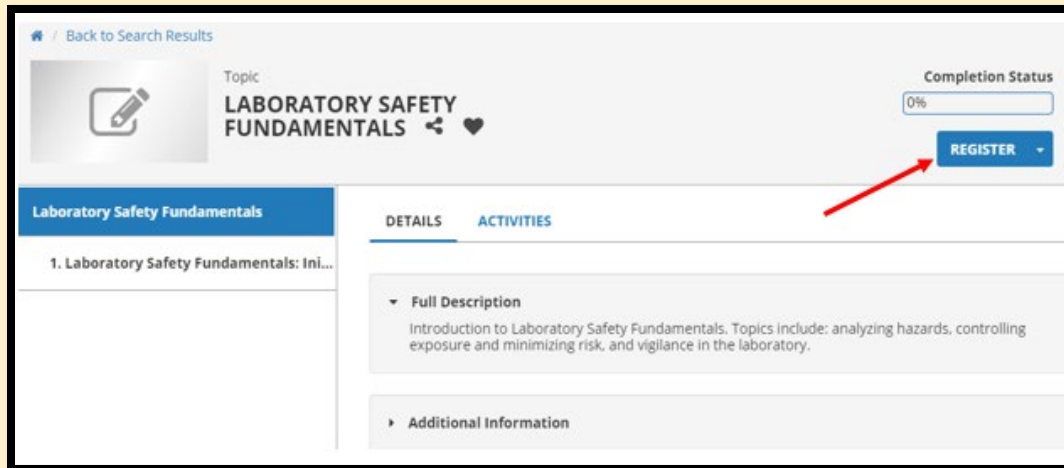 / Back to Search Results
Topic
LABORATORY SAFETY
FUNDAMENTALS
Completion Status
0%
REGISTER
Laboratory Safety Fundamentals
1. Laboratory Safety Fundamentals: Ini...
DETAILS ACTIVITIES
Full Description
Introduction to Laboratory Safety Fundamentals. Topics include: analyzing hazards, controlling
exposure and minimizing risk, and vigilance in the laboratory.
Additional Information